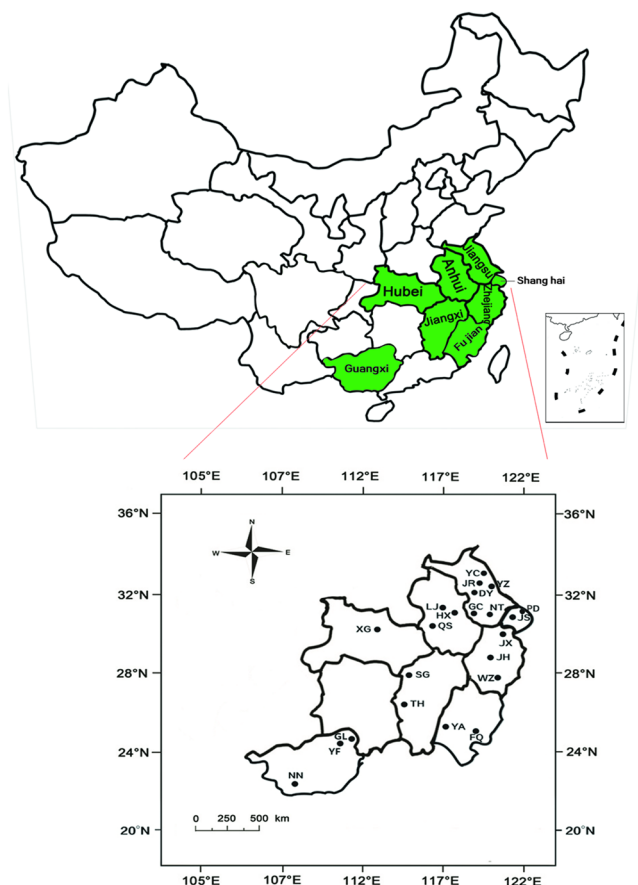 Jiangsu
Anhui
Shang hai
Hubei
Zhejiang
Jiangxi
Fu jian
Guangxi
105°E 107°E 112°E 117°E 122°E
36°N 36°N
N
W E
S
YC
JR YZ
DY
32°N 32°N
LJ GC NT PD
HX JS
XG QS
JX
JH
28°N SG WZ 28°N
TH
YA
GL FQ
24°N YF 24°N
NN
0 250 500 km
20°N 20°N
105°E 107°E 112°E 117°E 122°E